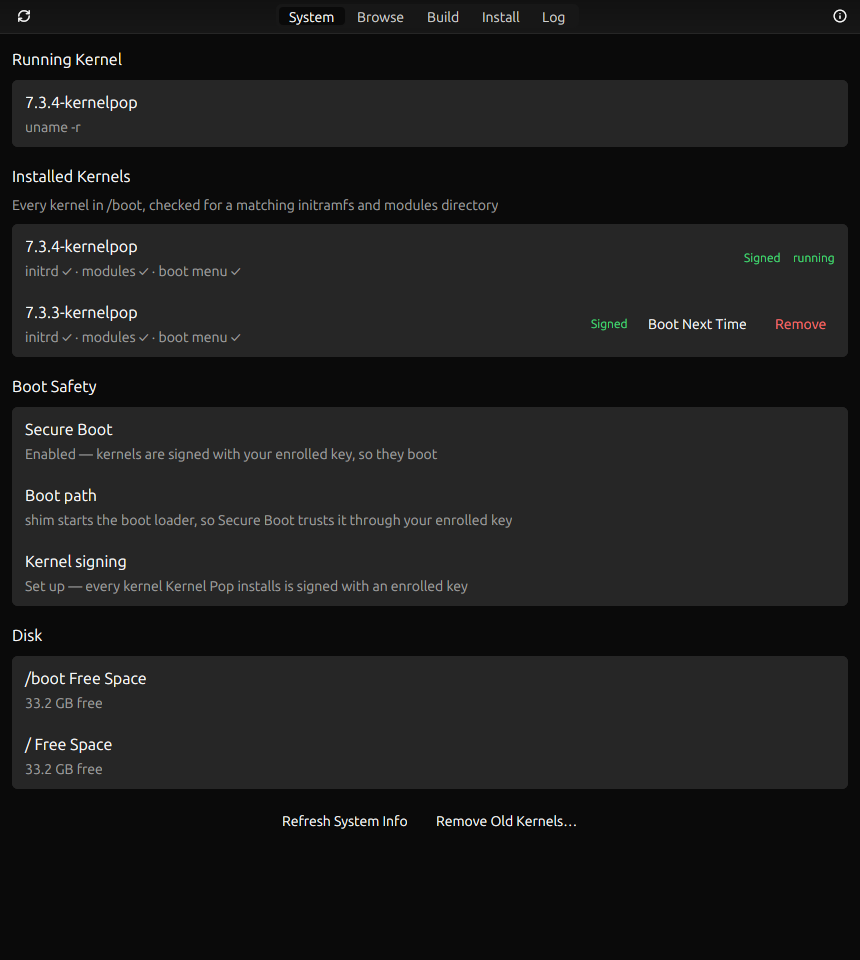 System Browse Build Install Log
Running Kernel
7.3.4-kernelpop
uname -r
Installed Kernels
Every kernel in /boot, checked for a matching initramfs and modules directory
7.3.4-kernelpop
initrd ✓ · modules ✓ · boot menu ✓
Signed running
7.3.3-kernelpop
initrd ✓ · modules ✓ · boot menu ✓
Signed Boot Next Time Remove
Boot Safety
Secure Boot
Enabled — kernels are signed with your enrolled key, so they boot
Boot path
shim starts the boot loader, so Secure Boot trusts it through your enrolled key
Kernel signing
Set up — every kernel Kernel Pop installs is signed with an enrolled key
Disk
/boot Free Space
33.2 GB free
/ Free Space
33.2 GB free
Refresh System Info Remove Old Kernels…